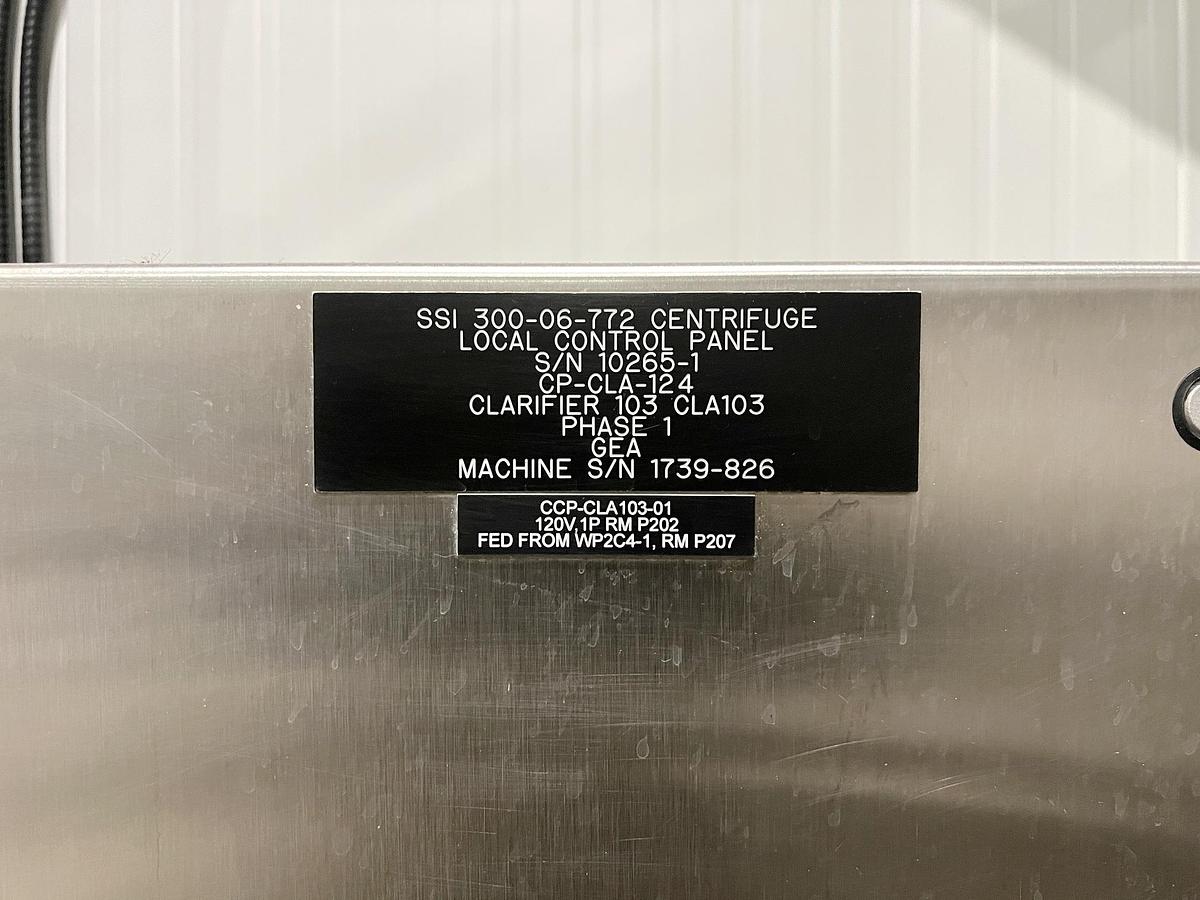 SSI 300-06-772 CENTRIFUGE
LOCAL CONTROL PANEL
S/N 10265-1
CP-CLA-124
CLARIFIER 103 CLA103
PHASE 1
GEA
MACHINE S/N 1739-826
CCP-CLA103-01
120V,1P RM P202
FED FROM WP2C4-1, RM P207